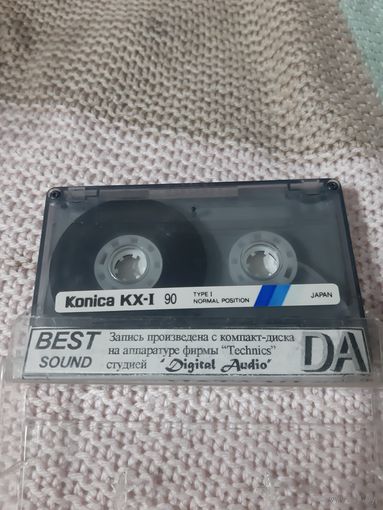 Konica KX-I 90
TYPE I
NORMAL POSITION
JAPAN
BEST
SOUND
Запись произведена с компакт-диска
на аппаратуре фирмы "Technics"
студией "Digital Audio"
DA